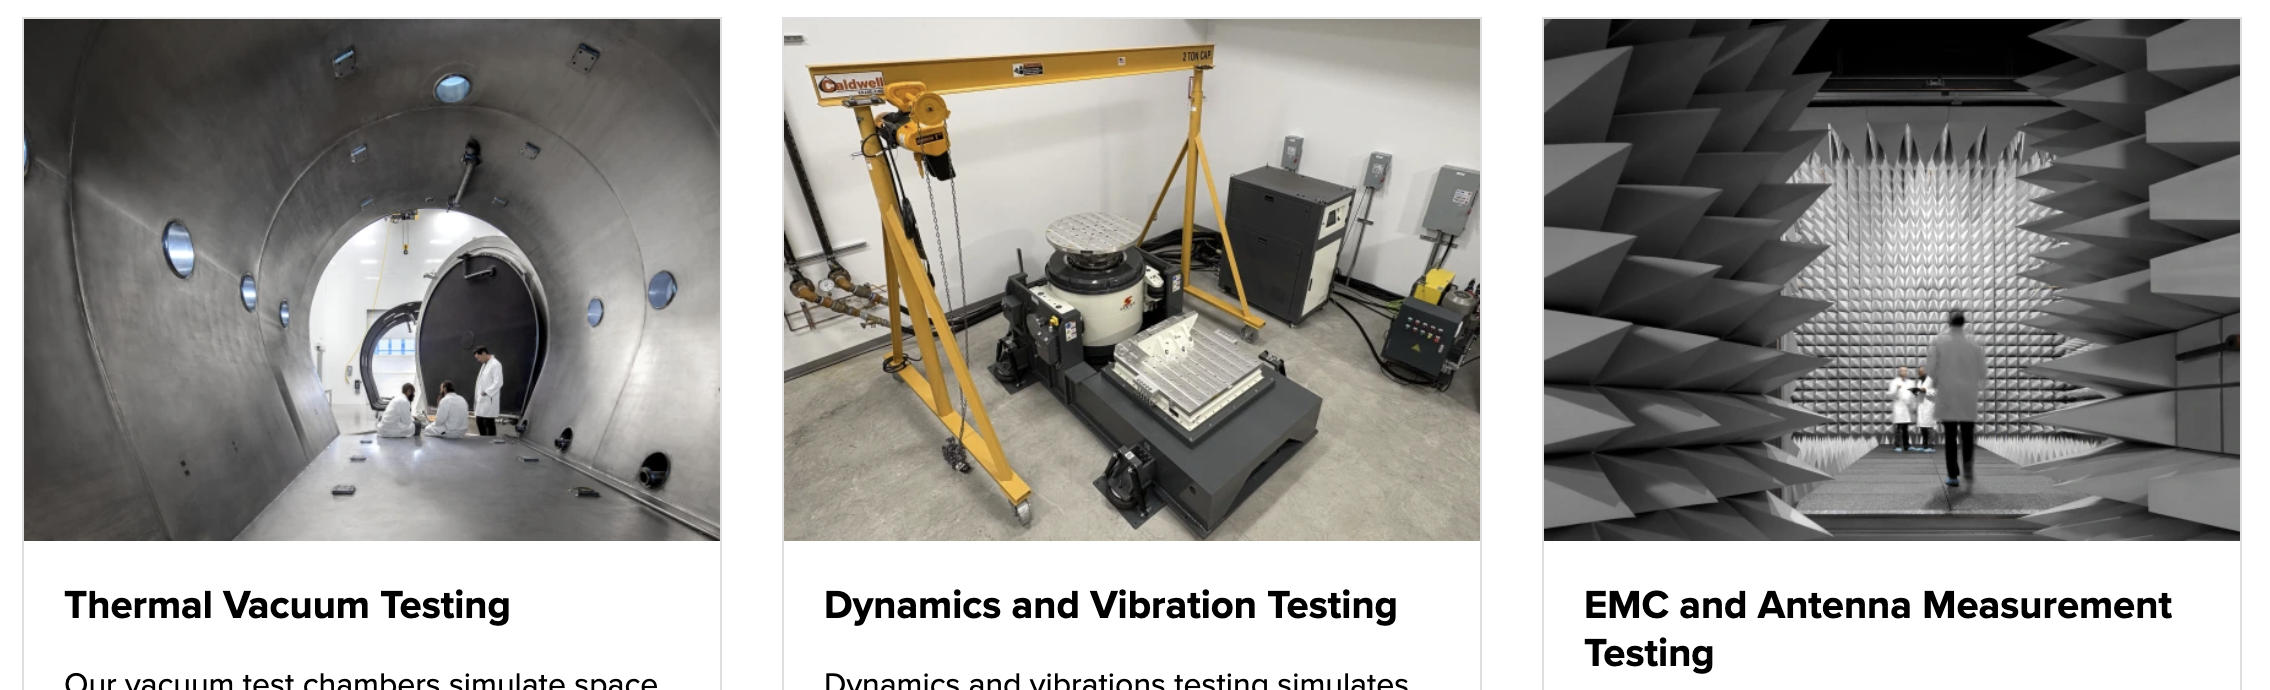 Caldwell
2 TON CAP
Thermal Vacuum Testing
Our vacuum test chambers simulate space
Dynamics and Vibration Testing
Dynamics and vibrations testing simulates
EMC and Antenna Measurement
Testing